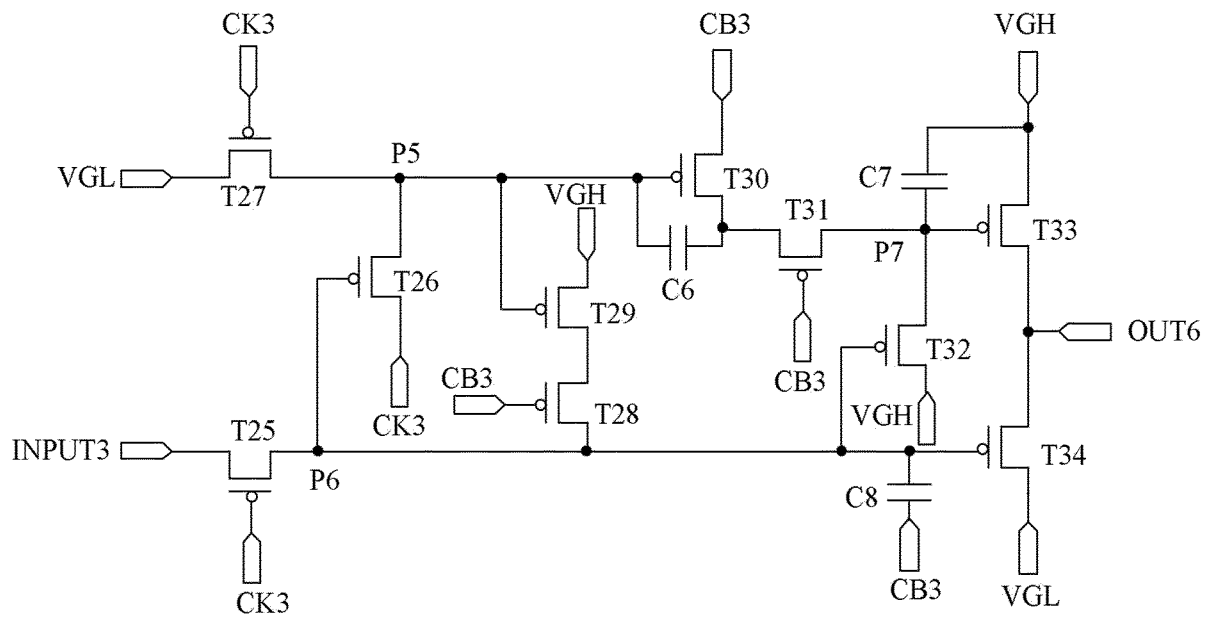 CK3
CB3
VGH
VGL
T27
P5
VGH
T30
C7
T31
T33
P7
T26
C6
T29
OUT6
CB3
T32
CB3
CK3
T28
VGH
INPUT3
T25
P6
T34
C8
CK3
CB3
VGL